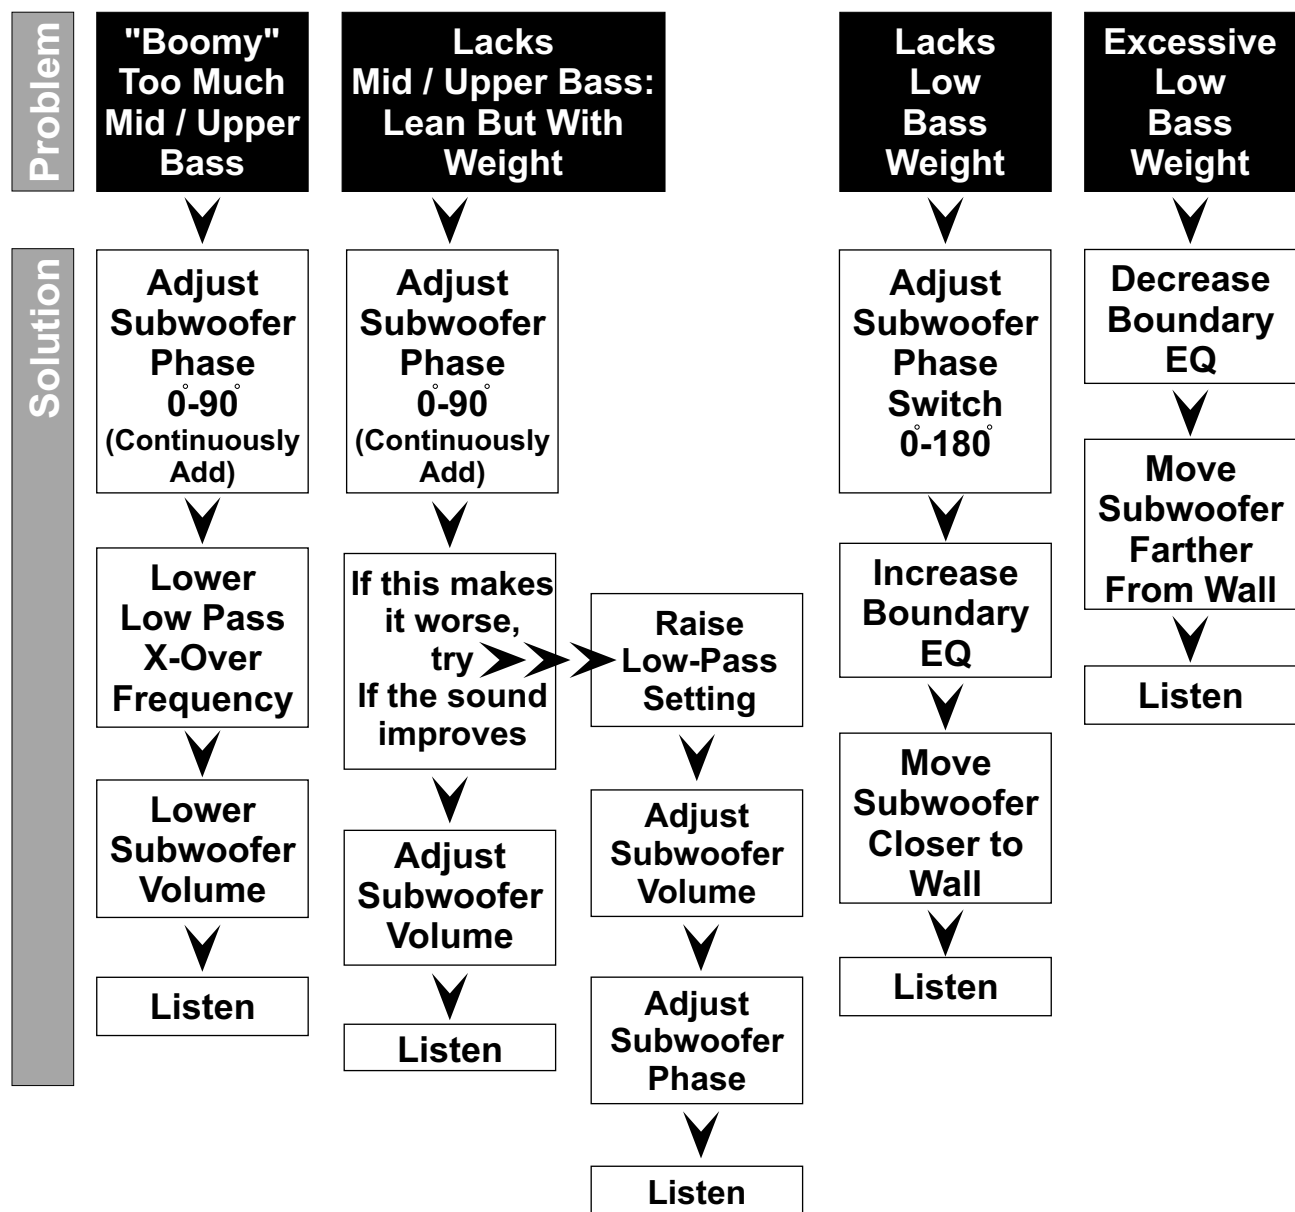 Problem
"Boomy"
Too Much
Mid / Upper
Bass
Lacks
Mid / Upper Bass:
Lean But With
Weight
Lacks
Low
Bass
Weight
Excessive
Low
Bass
Weight
Solution
Adjust
Subwoofer
Phase
0°-90°
(Continuously
Add)
Lower
Low Pass
X-Over
Frequency
Lower
Subwoofer
Volume
Listen
Adjust
Subwoofer
Phase
0°-90°
(Continuously
Add)
If this makes
it worse,
try
If the sound
improves
Adjust
Subwoofer
Volume
Listen
Raise
Low-Pass
Setting
Adjust
Subwoofer
Volume
Adjust
Subwoofer
Phase
Listen
Adjust
Subwoofer
Phase
Switch
0°-180°
Increase
Boundary
EQ
Move
Subwoofer
Closer to
Wall
Listen
Decrease
Boundary
EQ
Move
Subwoofer
Farther
From Wall
Listen